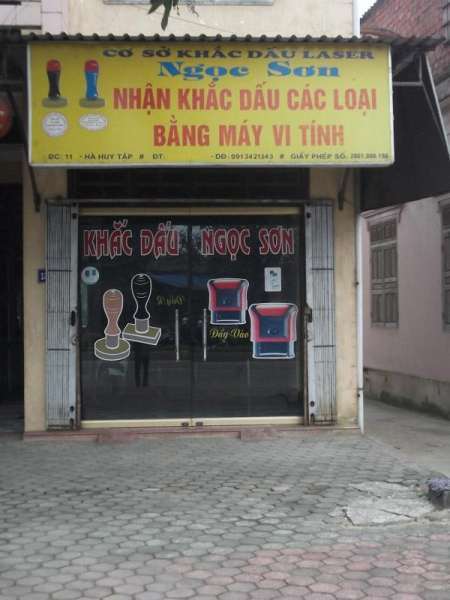 CƠ SỞ KHẮC DẤU LASER
Ngọc Sơn
NHẬN KHẮC DẤU CÁC LOẠI
BẰNG MÁY VI TÍNH
ĐC: 11 - HÀ HUY TẬP # ĐT: - DĐ: 0913421343 # GIẤY PHÉP SỐ:
KHẮC DẤU NGỌC SƠN
Đẩy-Vào